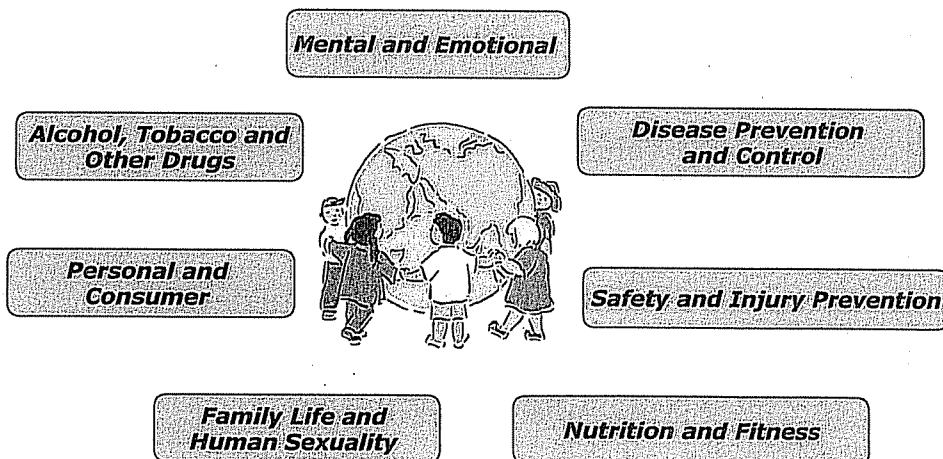 Mental and Emotional
Alcohol, Tobacco and
Other Drugs
Disease Prevention
and Control
Personal and
Consumer
Safety and Injury Prevention
Family Life and
Human Sexuality
Nutrition and Fitness